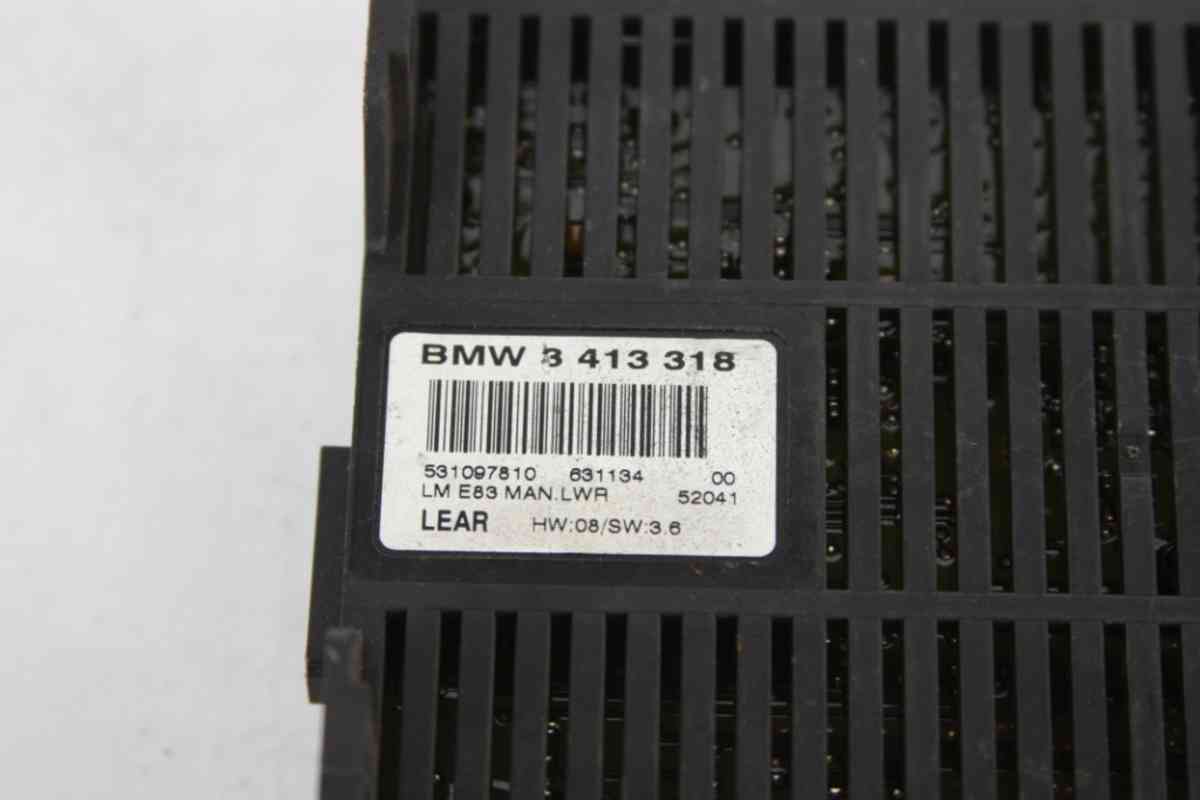 BMW 3 413 318
531097810 631134 00
LM E83 MAN.LWR 52041
LEAR HW:08/SW:3.6